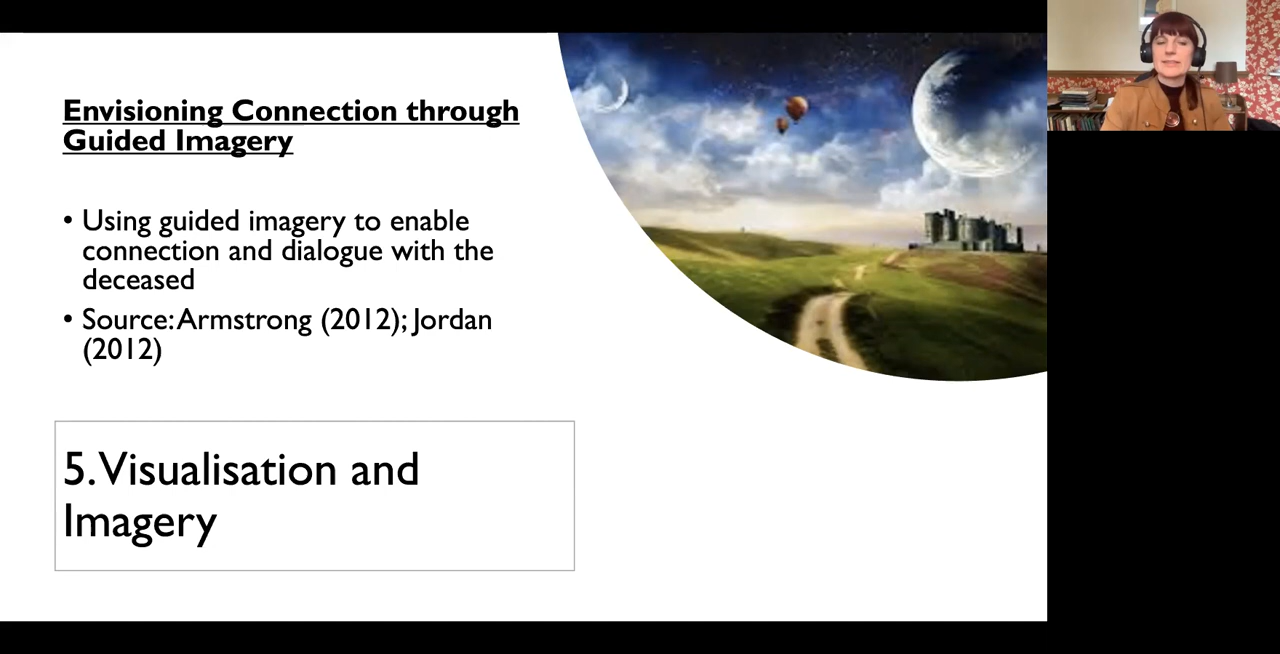 Envisioning Connection through
Guided Imagery
• Using guided imagery to enable
connection and dialogue with the
deceased
• Source: Armstrong (2012); Jordan
(2012)
5. Visualisation and
Imagery